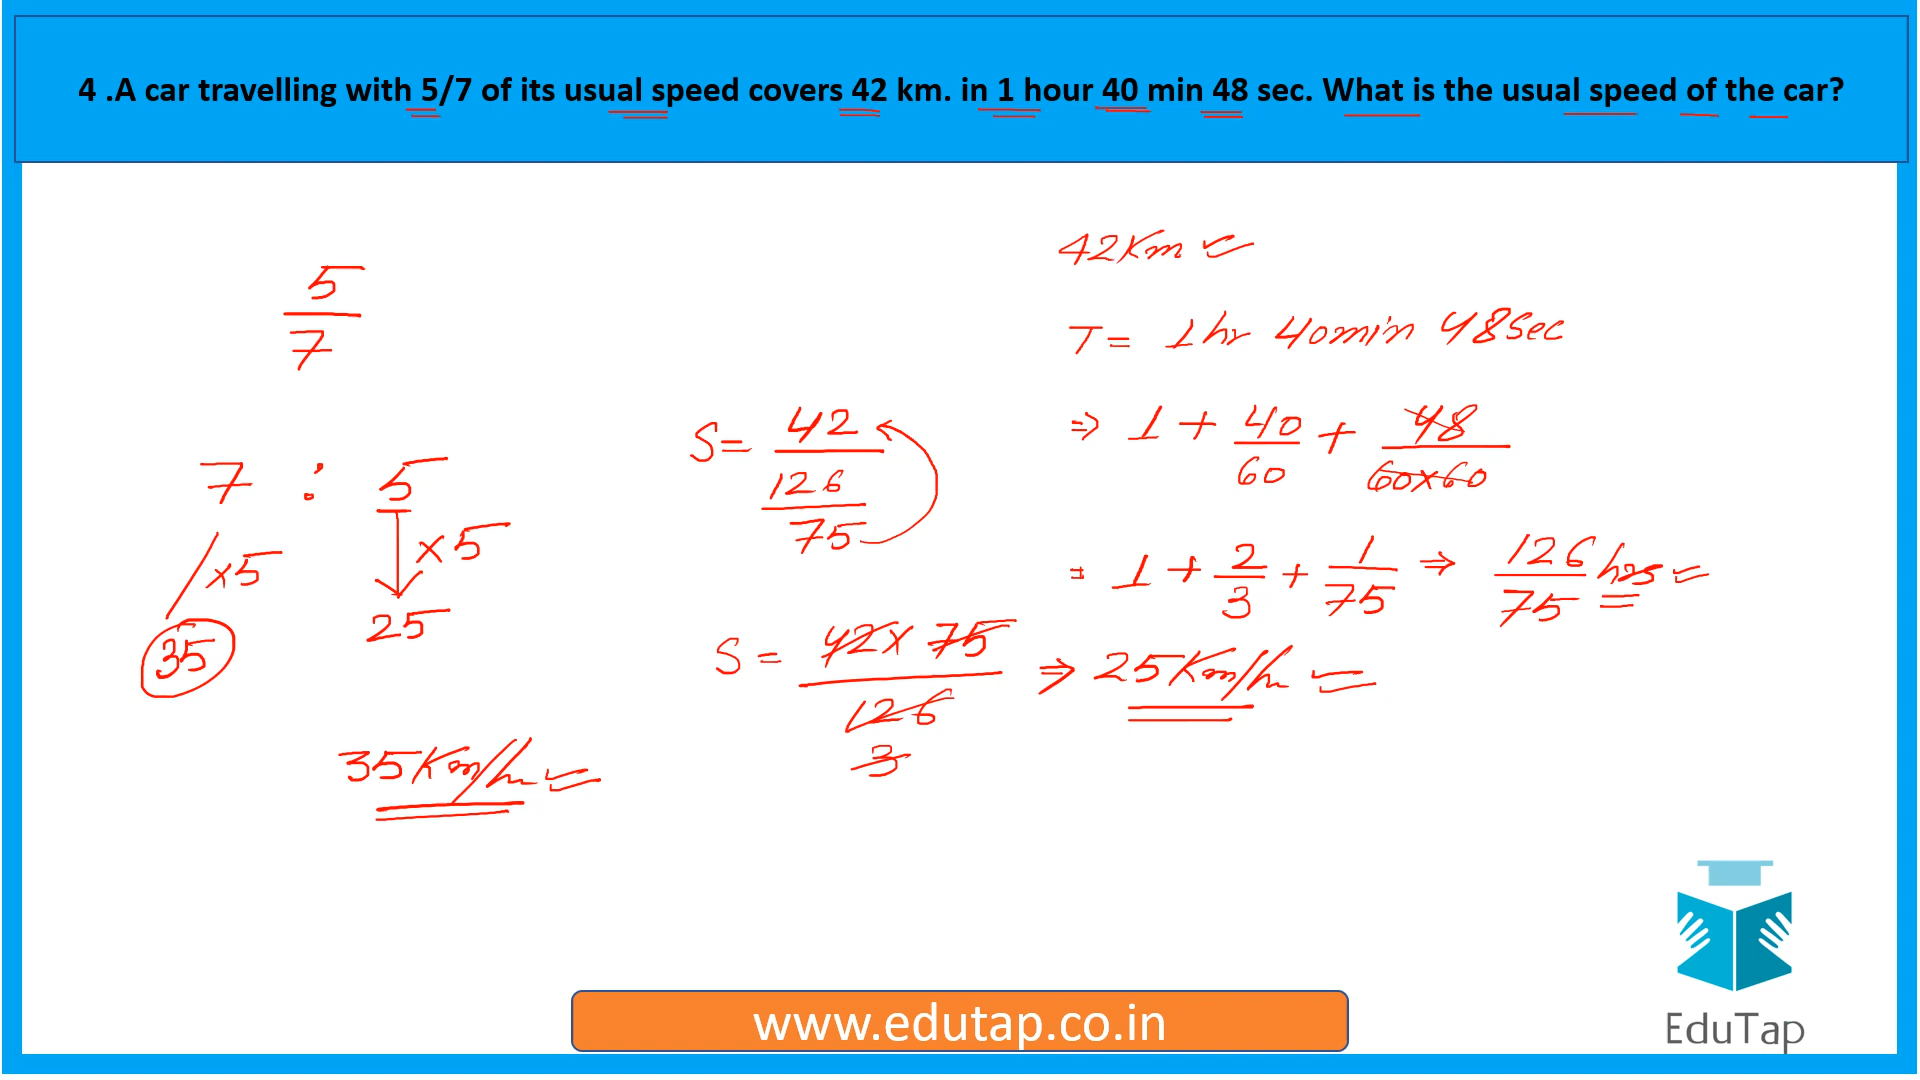 4 .A car travelling with 5/7 of its usual speed covers 42 km. in 1 hour 40 min 48 sec. What is the usual speed of the car?
5
7
7 : 5
×5 ×5
35 25
35Km/hr
S= 42
126
75
S = 42×75 ⇒ 25Km/hr
126
3
42Km
T= 1hr 40min 48Sec
⇒ 1 + 40/60 + 48/60×60
= 1 + 2/3 + 1/75 ⇒ 126/75 hrs
www.edutap.co.in
EduTap